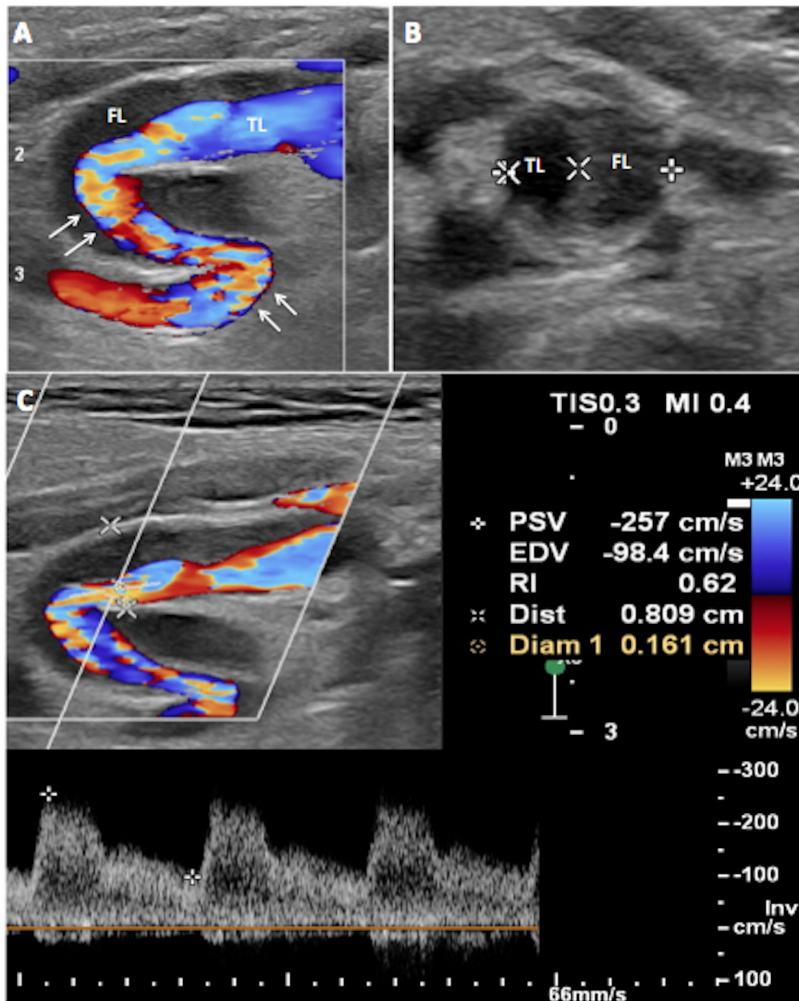 A
FL
TL
2
3
B
TL
FL
C
TIS0.3 MI 0.4
0
M3 M3
+24.0
PSV -257 cm/s
EDV -98.4 cm/s
RI 0.62
Dist 0.809 cm
Diam 1 0.161 cm
3
-24.0
cm/s
-300
-200
-100
Inv
cm/s
100
66mm/s